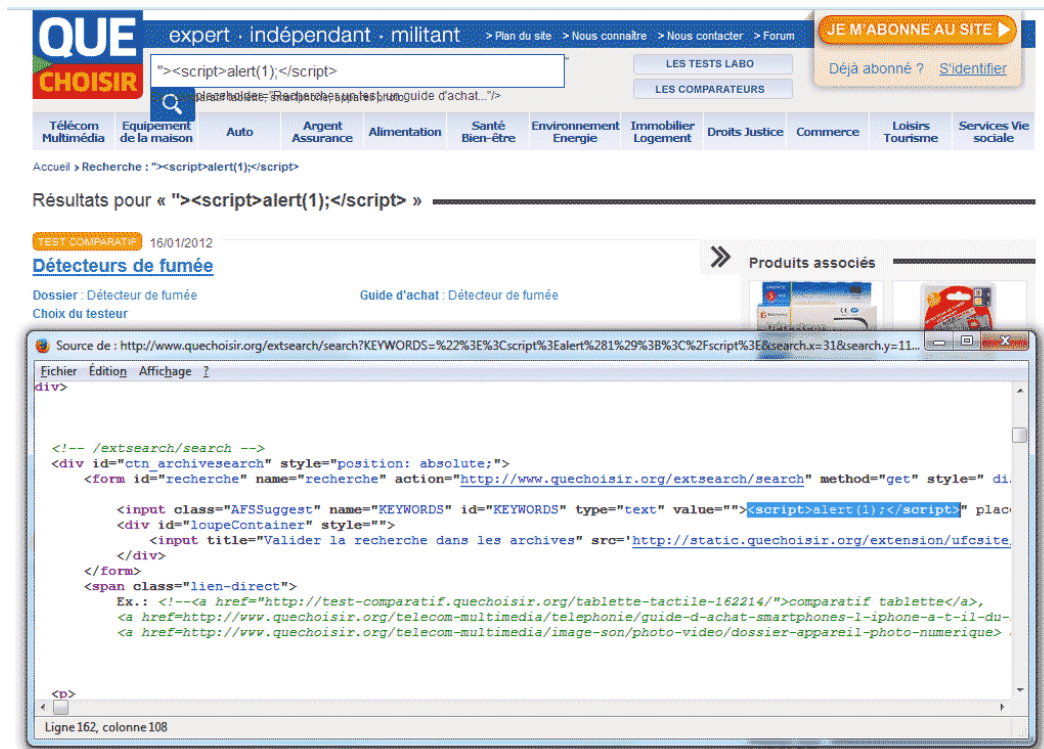 QUE
CHOISIR
expert · indépendant · militant
> Plan du site > Nous connaître > Nous contacter > Forum
JE M'ABONNE AU SITE
Déjà abonné ? S'identifier
"><script>alert(1);</script>
"
LES TESTS LABO
LES COMPARATEURS
Télécom Multimédia
Equipement de la maison
Auto
Argent Assurance
Alimentation
Santé Bien-être
Environnement Energie
Immobilier Logement
Droits Justice
Commerce
Loisirs Tourisme
Services Vie sociale
Accueil > Recherche : "><script>alert(1);</script>
Résultats pour « "><script>alert(1);</script> »
TEST COMPARATIF 16/01/2012
Détecteurs de fumée
Dossier : Détecteur de fumée
Guide d'achat : Détecteur de fumée
Choix du testeur
Produits associés
Source de : http://www.quechoisir.org/extsearch/search?KEYWORDS=%22%3E%3Cscript%3Ealert%281%29%3B%3C%2Fscript%3E&search.x=31&search.y=11...
Fichier Édition Affichage ?
div>
<!-- /extsearch/search -->
<div id="ctn_archivesearch" style="position: absolute;">
<form id="recherche" name="recherche" action="http://www.quechoisir.org/extsearch/search" method="get" style=" di
<input class="AFSSuggest" name="KEYWORDS" id="KEYWORDS" type="text" value=""><script>alert(1);</script>" plac
<div id="loupeContainer" style="">
<input title="Valider la recherche dans les archives" src='http://static.quechoisir.org/extension/ufcsite
</div>
</form>
<span class="lien-direct">
Ex.: <!--<a href="http://test-comparatif.quechoisir.org/tablette-tactile-162214/">comparatif tablette</a>,
<a href=http://www.quechoisir.org/telecom-multimedia/telephonie/guide-d-achat-smartphones-l-iphone-a-t-il-du-
<a href=http://www.quechoisir.org/telecom-multimedia/image-son/photo-video/dossier-appareil-photo-numerique>
<p>
Ligne 162, colonne 108